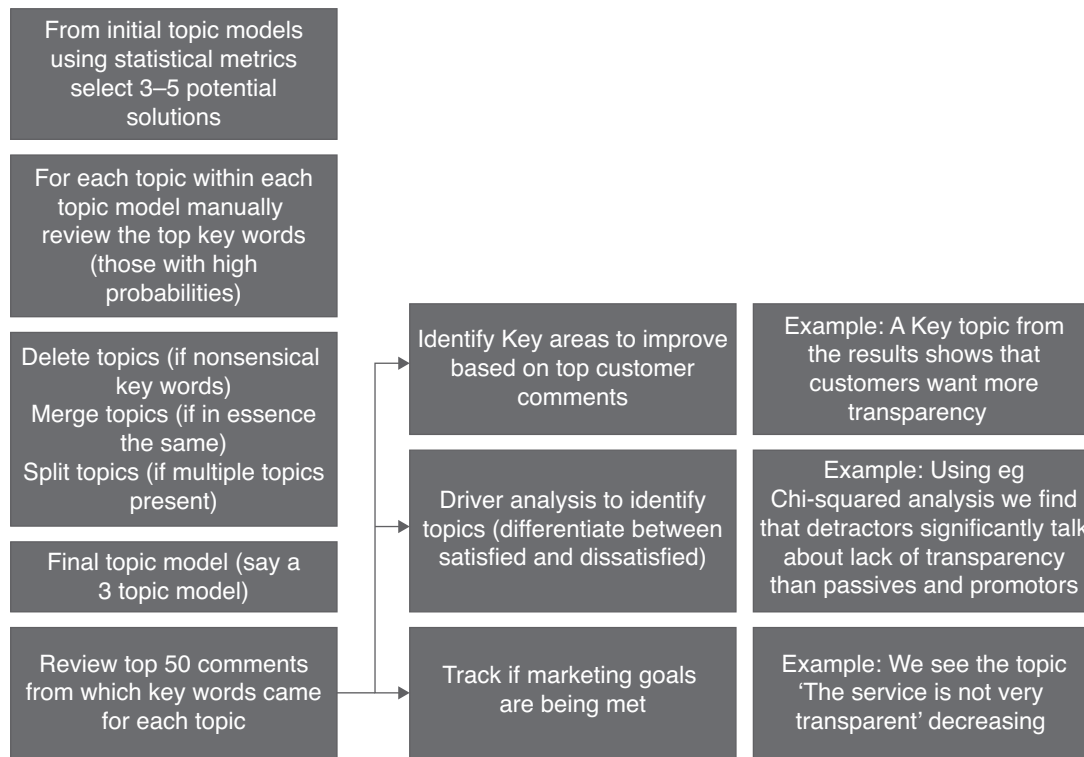 From initial topic models
using statistical metrics
select 3–5 potential
solutions
For each topic within each
topic model manually
review the top key words
(those with high
probabilities)
Delete topics (if nonsensical
key words)
Merge topics (if in essence
the same)
Split topics (if multiple topics
present)
Final topic model (say a
3 topic model)
Review top 50 comments
from which key words came
for each topic
Identify Key areas to improve
based on top customer
comments
Driver analysis to identify
topics (differentiate between
satisfied and dissatisfied)
Track if marketing goals
are being met
Example: A Key topic from
the results shows that
customers want more
transparency
Example: Using eg
Chi-squared analysis we find
that detractors significantly talk
about lack of transparency
than passives and promotors
Example: We see the topic
‘The service is not very
transparent’ decreasing